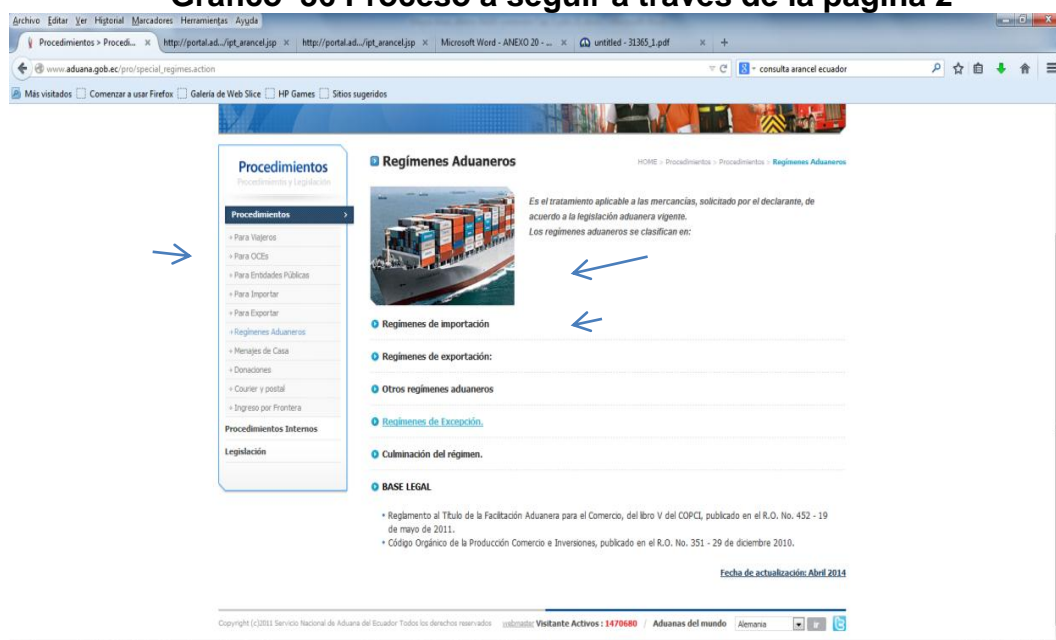 Grafico 30 Proceso a seguir a través de la página 2
Archivo Editar Ver Historial Marcadores Herramientas Ayuda
Procedimientos > Procedi... × http://portal.ad.../ipt_arancel.jsp × http://portal.ad.../ipt_arancel.jsp × Microsoft Word - ANEXO 20 - ... × untitled - 31365_1.pdf × +
www.aduana.gob.ec/pro/special_regimes.action
consulta arancel ecuador
Más visitados Comenzar a usar Firefox Galería de Web Slice HP Games Sitios sugeridos
Procedimientos
Procedimiento y Legislación
Procedimientos >
Para Viajeros
Para OCEs
Para Entidades Públicas
Para Importar
Para Exportar
Regímenes Aduaneros
Menajes de Casa
Donaciones
Courier y postal
Ingreso por Frontera
Procedimientos Internos
Legislación
Regímenes Aduaneros
HOME > Procedimientos > Procedimientos > Regímenes Aduaneros
Es el tratamiento aplicable a las mercancías, solicitado por el declarante, de
acuerdo a la legislación aduanera vigente.
Los regímenes aduaneros se clasifican en:
Regímenes de importación
Regímenes de exportación:
Otros regímenes aduaneros
Regímenes de Excepción.
Culminación del régimen.
BASE LEGAL
• Reglamento al Título de la Facilitación Aduanera para el Comercio, del libro V del COPCI, publicado en el R.O. No. 452 - 19
de mayo de 2011.
• Código Orgánico de la Producción Comercio e Inversiones, publicado en el R.O. No. 351 - 29 de diciembre 2010.
Fecha de actualización: Abril 2014
Copyright (c)2011 Servicio Nacional de Aduana del Ecuador Todos los derechos reservados webmaster Visitante Activos : 1470680 / Aduanas del mundo Alemania ir